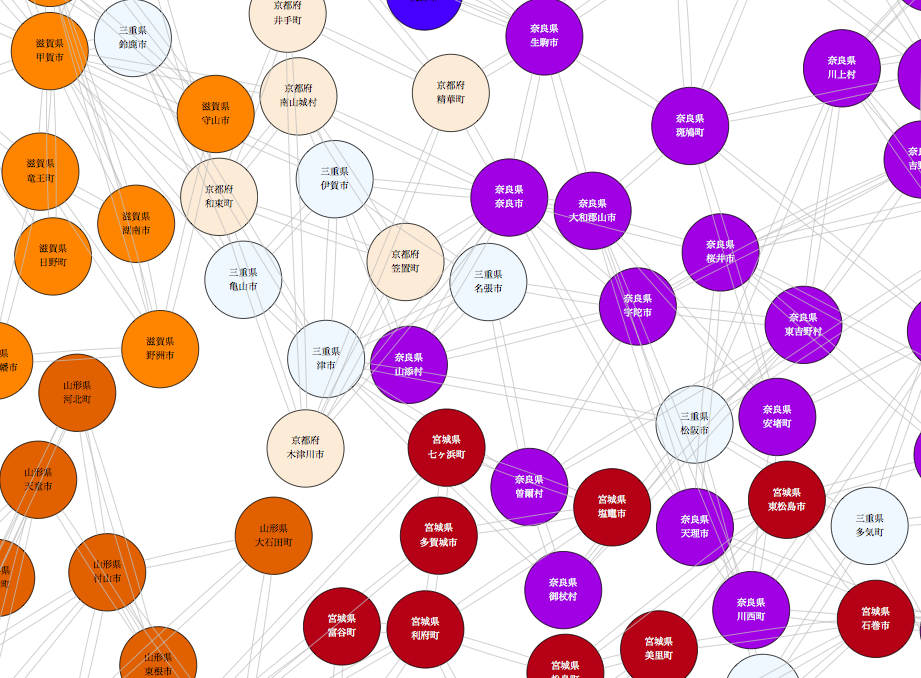 京都府
井手町
三重県
鈴鹿市
滋賀県
甲賀市
奈良県
生駒市
奈良県
川上村
京都府
精華町
京都府
南山城村
滋賀県
守山市
奈良県
斑鳩町
滋賀県
竜王町
三重県
伊賀市
京都府
和束町
奈良県
奈良市
奈良県
大和郡山市
滋賀県
湖南市
滋賀県
日野町
奈良県
桜井市
京都府
笠置町
三重県
亀山市
三重県
名張市
奈良県
宇陀市
奈良県
東吉野村
滋賀県
野洲市
三重県
津市
奈良県
山添村
山形県
河北町
三重県
松阪市
奈良県
安堵町
京都府
木津川市
宮城県
七ヶ浜町
山形県
天童市
奈良県
曽爾村
宮城県
塩竈市
宮城県
東松島市
山形県
大石田町
宮城県
多賀城市
奈良県
天理市
三重県
多気町
山形県
村山市
奈良県
御杖村
宮城県
富谷町
宮城県
利府町
奈良県
川西町
宮城県
石巻市
山形県
東根市
宮城県
宮城県
美里町